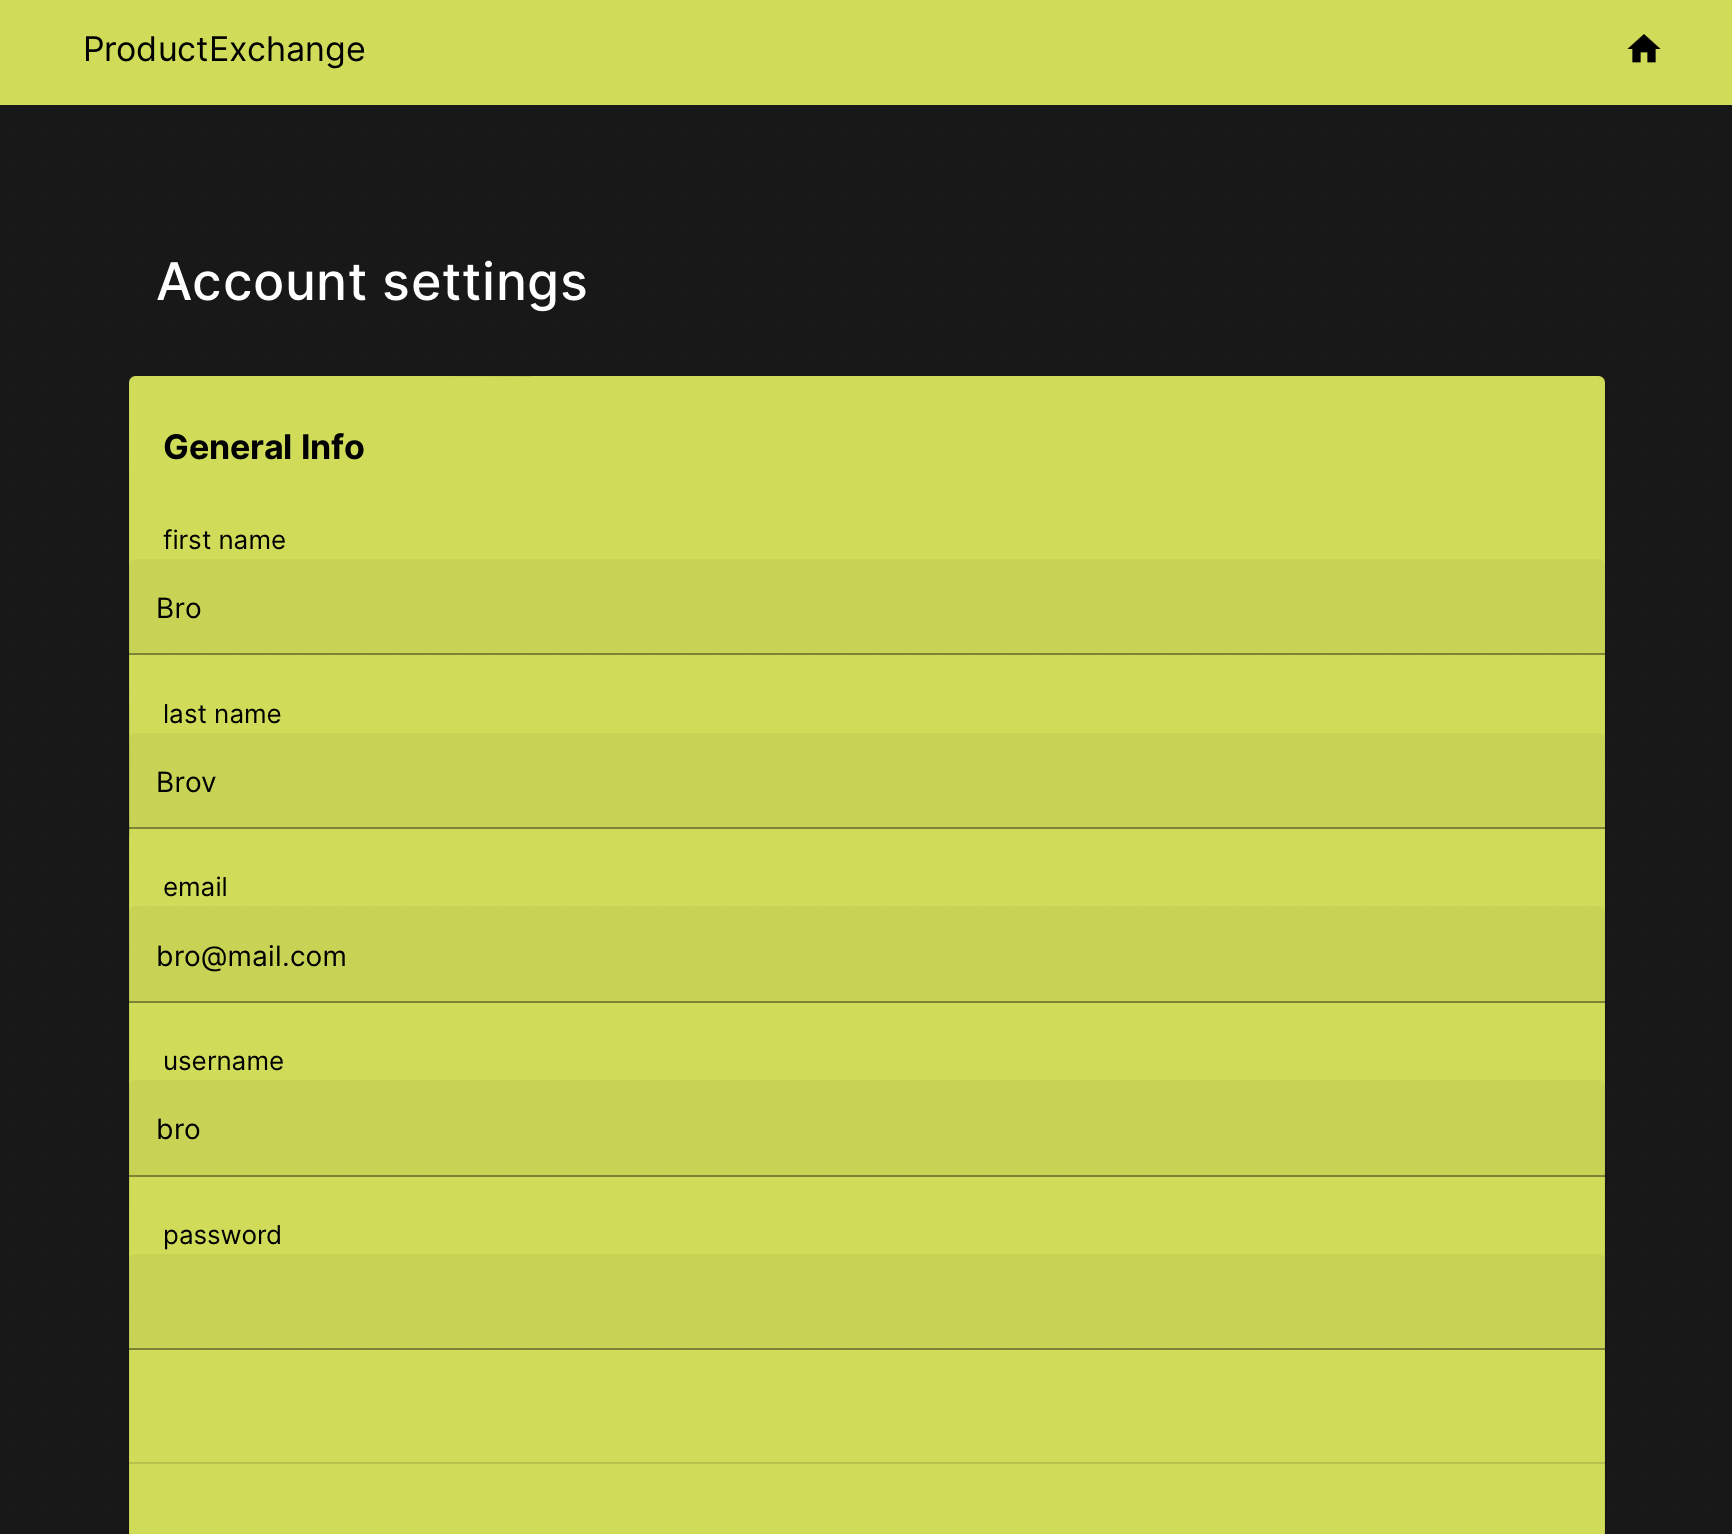 ProductExchange
Account settings
General Info
first name
Bro
last name
Brov
email
bro@mail.com
username
bro
password